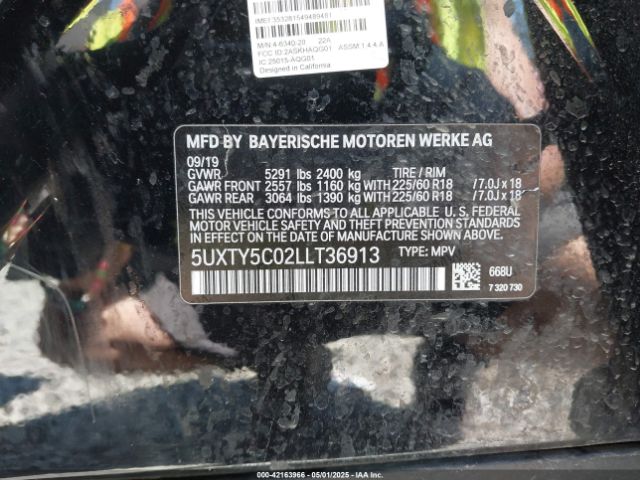 IMEI:353281549489481
M/N 4-6340-20 22A
FCC ID:2ASKHAQG01 ASSM:1.4.4.A
IC:25015-AQG01
Designed in California
MFD BY BAYERISCHE MOTOREN WERKE AG
09/19
GVWR 5291 lbs 2400 kg TIRE / RIM
GAWR FRONT 2557 lbs 1160 kg WITH 225/60 R18 /7.0J x 18
GAWR REAR 3064 lbs 1390 kg WITH 225/60 R18 /7.0J x 18
THIS VEHICLE CONFORMS TO ALL APPLICABLE U. S. FEDERAL
MOTOR VEHICLE SAFETY AND THEFT PREVENTION STANDARDS
IN EFFECT ON THE DATE OF MANUFACTURE SHOWN ABOVE.
5UXTY5C02LLT36913 TYPE: MPV
668U
7 320 730
© IAA 00 - 42163966 - 05/01/2025 - IAAI.COM